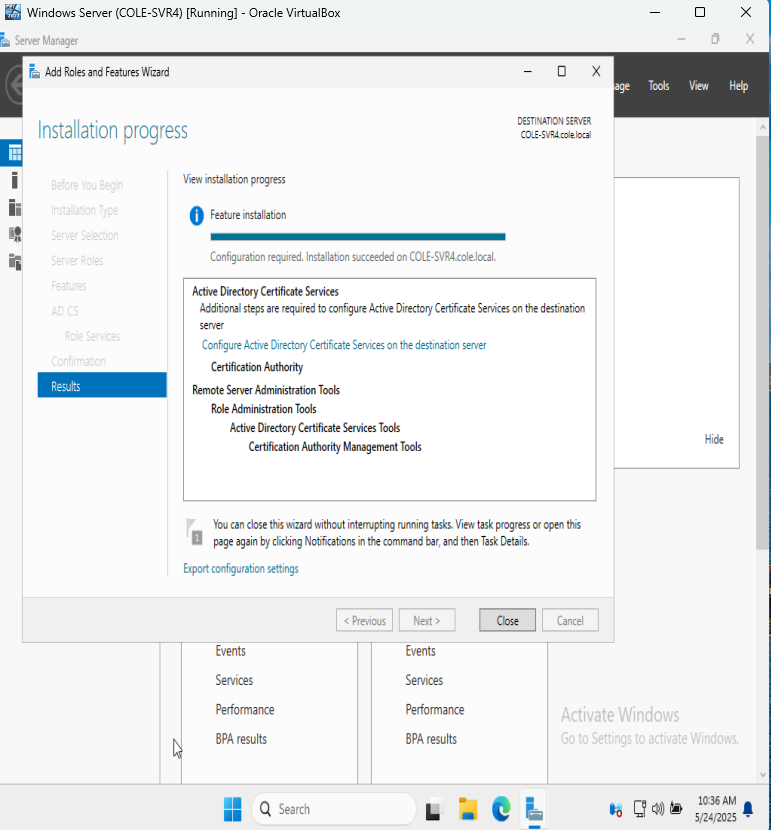 Windows Server (COLE-SVR4) [Running] - Oracle VirtualBox
Server Manager
Add Roles and Features Wizard
Tools
View
Help
Installation progress
DESTINATION SERVER
COLE-SVR4.cole.local
Before You Begin
Installation Type
Server Selection
Server Roles
Features
AD CS
Role Services
Confirmation
Results
View installation progress
Feature installation
Configuration required. Installation succeeded on COLE-SVR4.cole.local.
Active Directory Certificate Services
Additional steps are required to configure Active Directory Certificate Services on the destination
server
Configure Active Directory Certificate Services on the destination server
Certification Authority
Remote Server Administration Tools
Role Administration Tools
Active Directory Certificate Services Tools
Certification Authority Management Tools
Hide
1
You can close this wizard without interrupting running tasks. View task progress or open this
page again by clicking Notifications in the command bar, and then Task Details.
Export configuration settings
< Previous
Next >
Close
Cancel
Events
Services
Performance
BPA results
Events
Services
Performance
BPA results
Activate Windows
Go to Settings to activate Windows.
Search
10:36 AM
5/24/2025